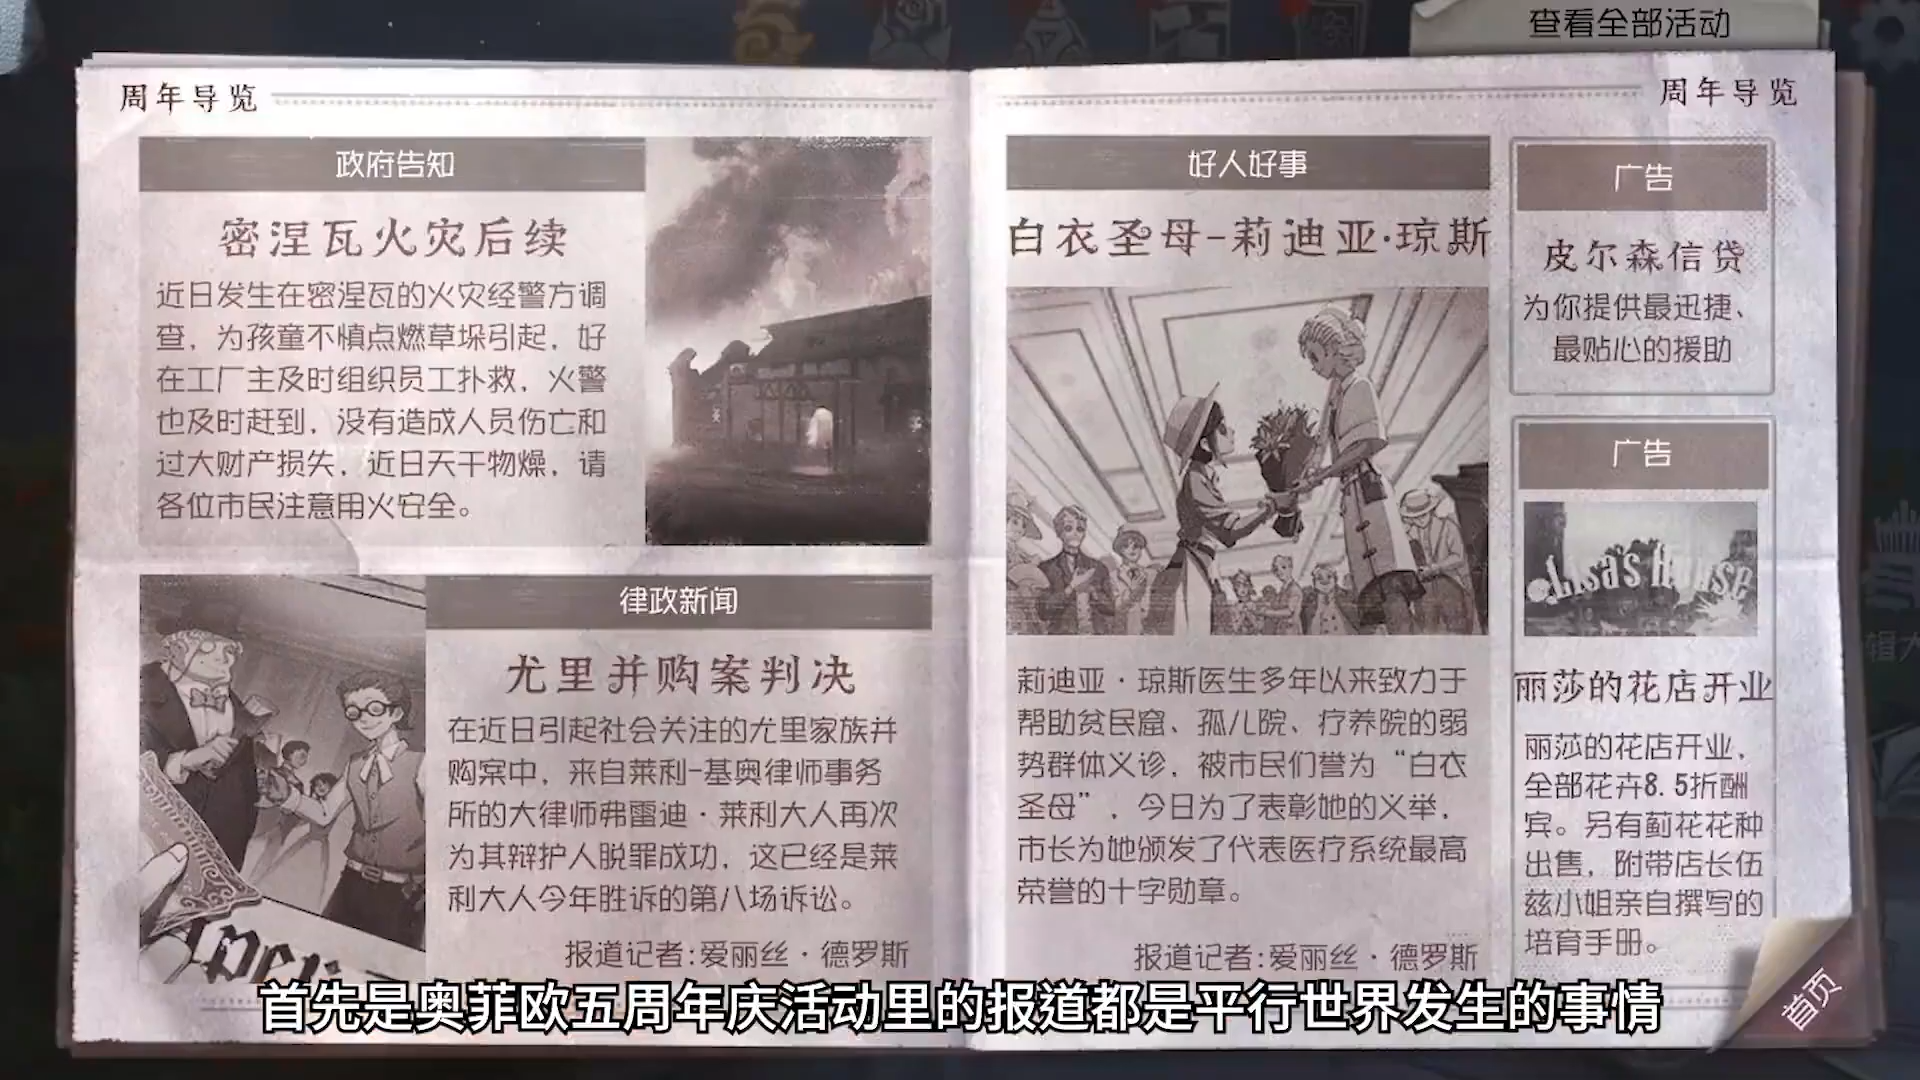 查看全部活动
周年导览
周年导览
政府告知
密涅瓦火灾后续
近日发生在密涅瓦的火灾经警方调
查，为孩童不慎点燃草垛引起，好
在工厂主及时组织员工扑救，火警
也及时赶到，没有造成人员伤亡和
过大财产损失，近日天干物燥，请
各位市民注意用火安全。
律政新闻
尤里并购案判决
在近日引起社会关注的尤里家族并
购案中，来自莱利-基奥律师事务
所的大律师弗雷迪·莱利大人再次
为其辩护人脱罪成功，这已经是莱
利大人今年胜诉的第八场诉讼。
报道记者:爱丽丝·德罗斯
好人好事
白衣圣母-莉迪亚·琼斯
莉迪亚·琼斯医生多年以来致力于
帮助贫民窟、孤儿院、疗养院的弱
势群体义诊，被市民们誉为“白衣
圣母”，今日为了表彰她的义举，
市长为她颁发了代表医疗系统最高
荣誉的十字勋章。
报道记者:爱丽丝·德罗斯
广告
皮尔森信贷
为你提供最迅捷、
最贴心的援助
广告
Lisa's House
丽莎的花店开业
丽莎的花店开业，
全部花卉8.5折酬
宾。另有蓟花花种
出售，附带店长伍
兹小姐亲自撰写的
培育手册。
首页
首先是奥菲欧五周年庆活动里的报道都是平行世界发生的事情